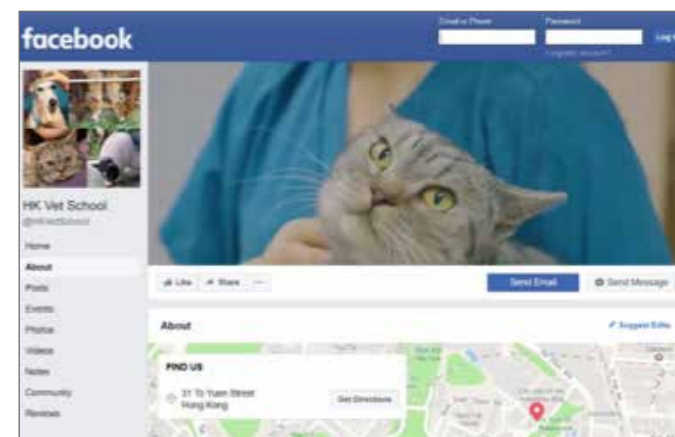 facebook
Email or Phone
Password
HK Vet School
@HKVetSchool
Home
About
Posts
Events
Photos
Videos
Notes
Community
Reviews
Like
Share
Send Email
Send Message
About
Suggest Edits
FIND US
31 To Yuen Street
Hong Kong
Get Directions